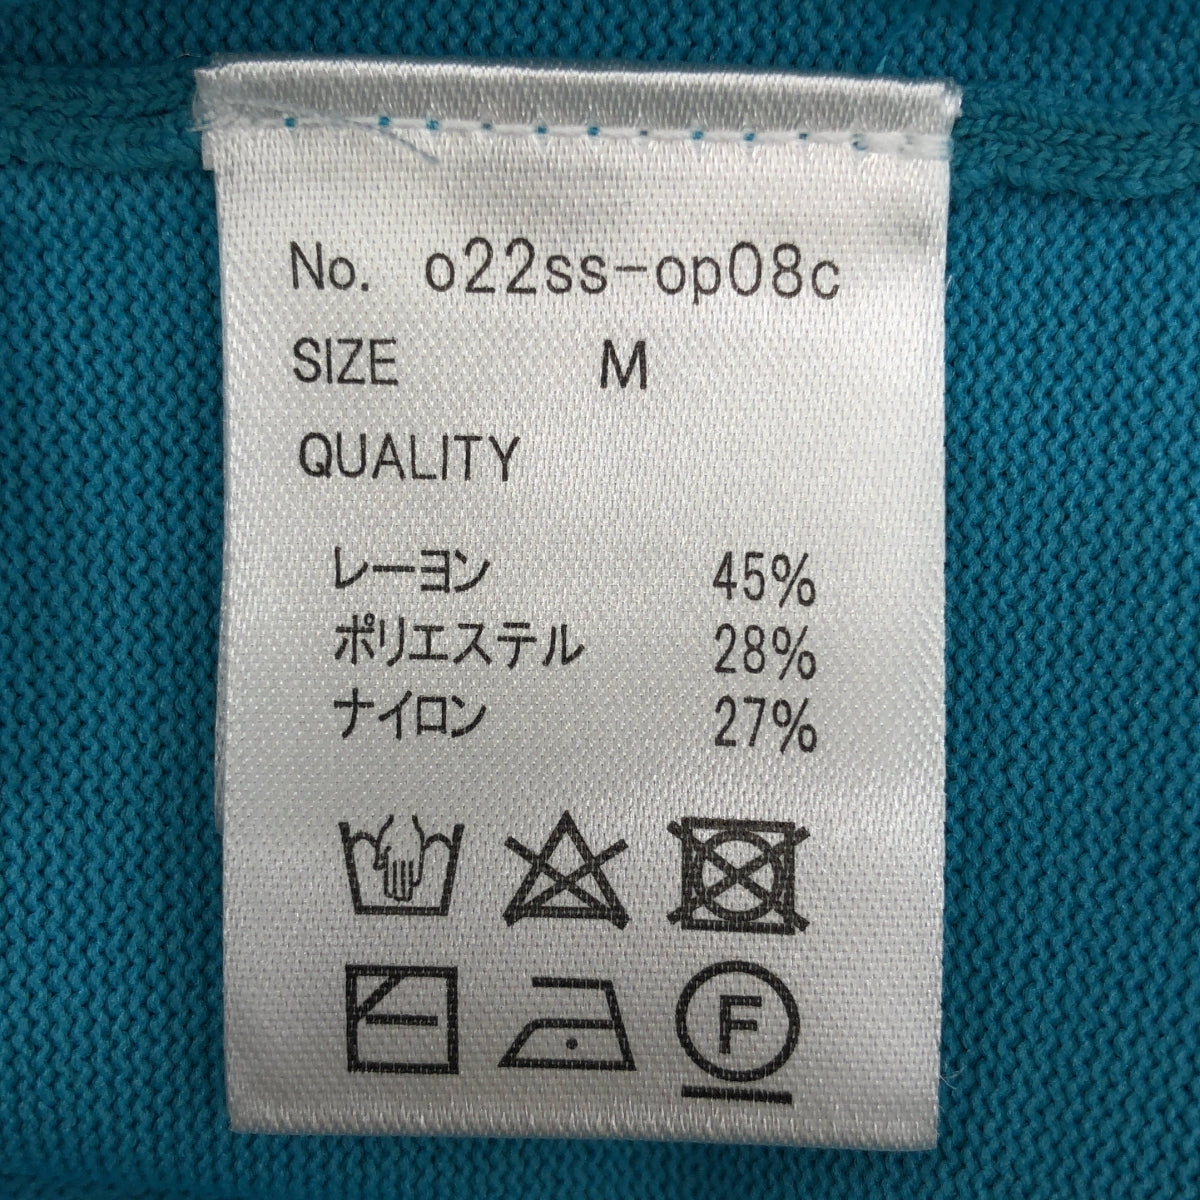 No. o22ss-op08c
SIZE M
QUALITY
レーヨン 45%
ポリエステル 28%
ナイロン 27%
F